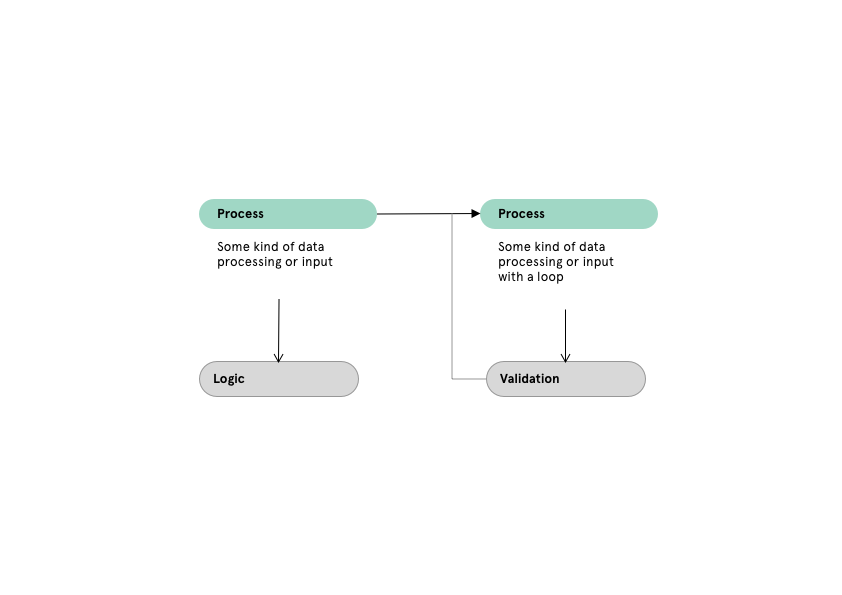 Process
Some kind of data
processing or input
Process
Some kind of data
processing or input
with a loop
Logic
Validation